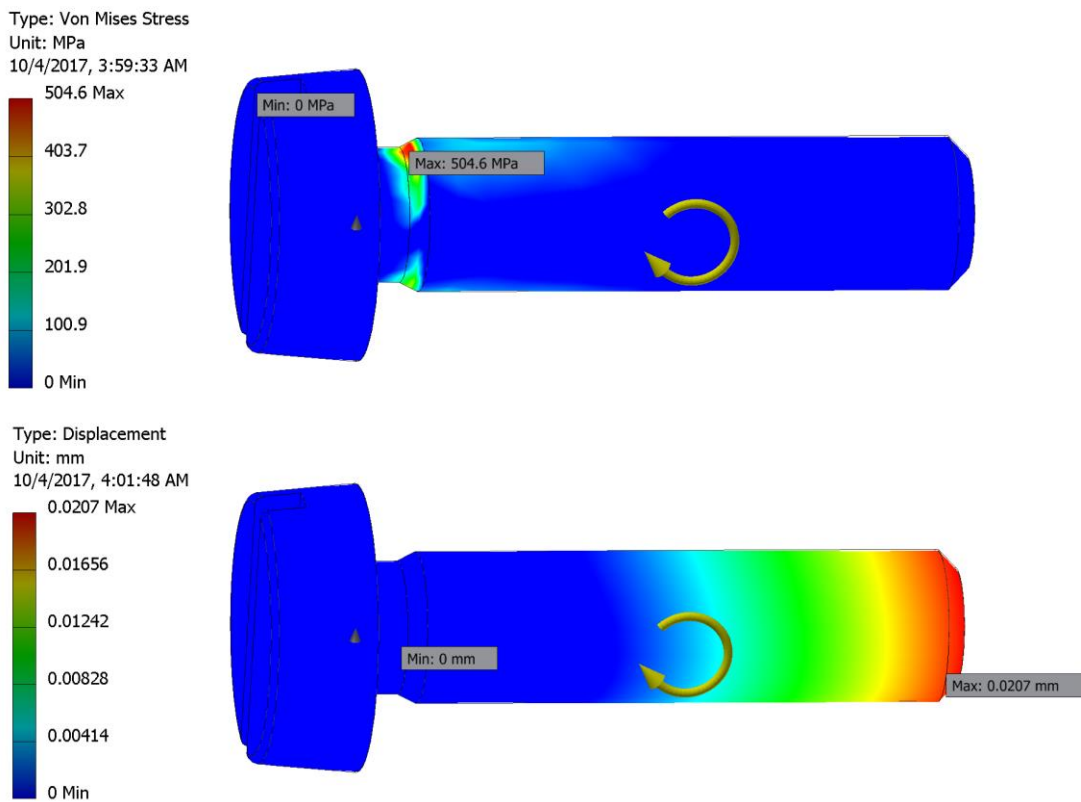 Type: Von Mises Stress
Unit: MPa
10/4/2017, 3:59:33 AM
504.6 Max
403.7
302.8
201.9
100.9
0 Min
Min: 0 MPa
Max: 504.6 MPa
Type: Displacement
Unit: mm
10/4/2017, 4:01:48 AM
0.0207 Max
0.01656
0.01242
0.00828
0.00414
0 Min
Min: 0 mm
Max: 0.0207 mm